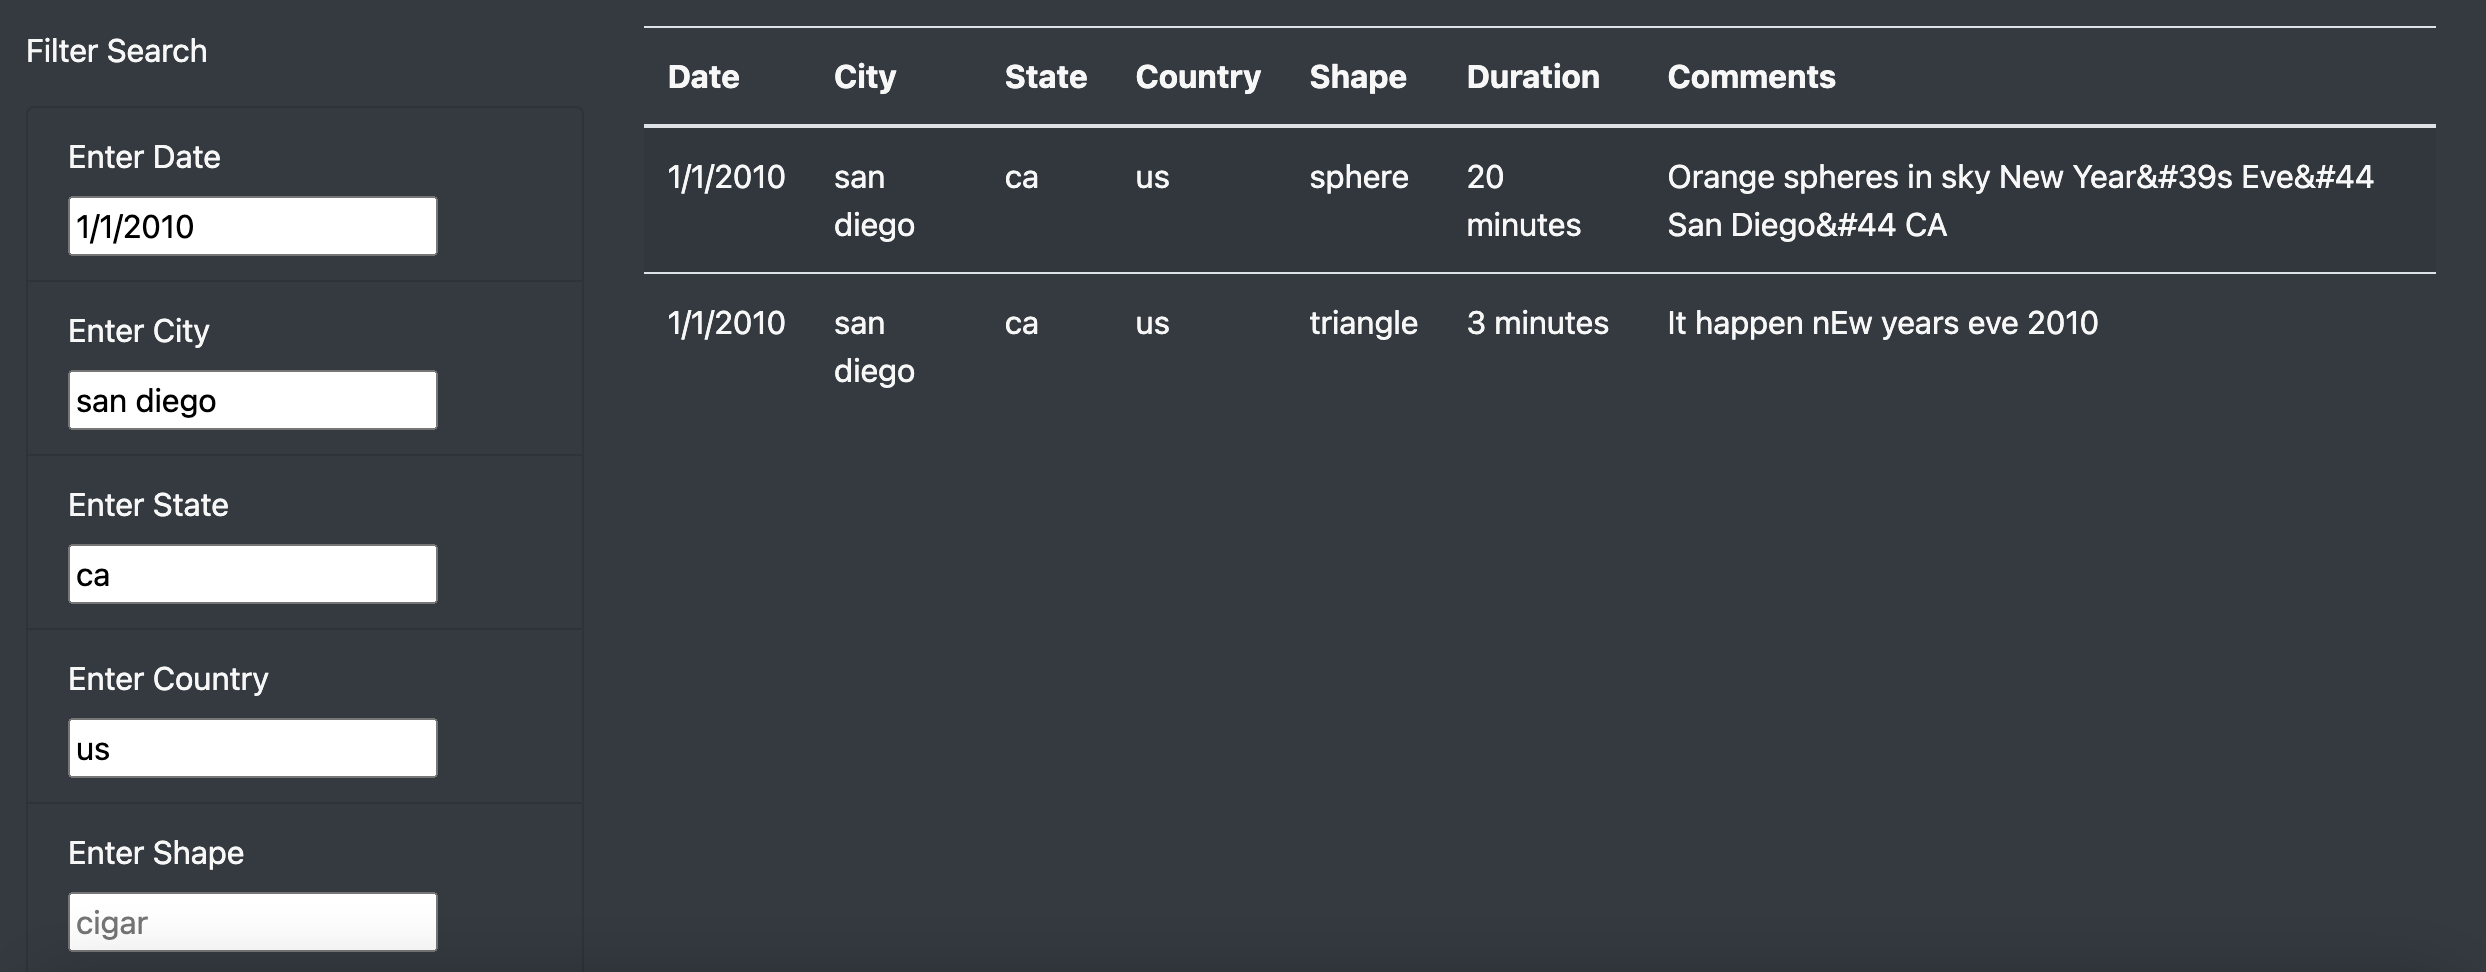 Filter Search
Enter Date
1/1/2010
Enter City
san diego
Enter State
ca
Enter Country
us
Enter Shape
cigar
Date City State Country Shape Duration Comments
1/1/2010 san ca us sphere 20 Orange spheres in sky New Year&#39s Eve&#44
diego minutes San Diego&#44 CA
1/1/2010 san ca us triangle 3 minutes It happen nEw years eve 2010
diego